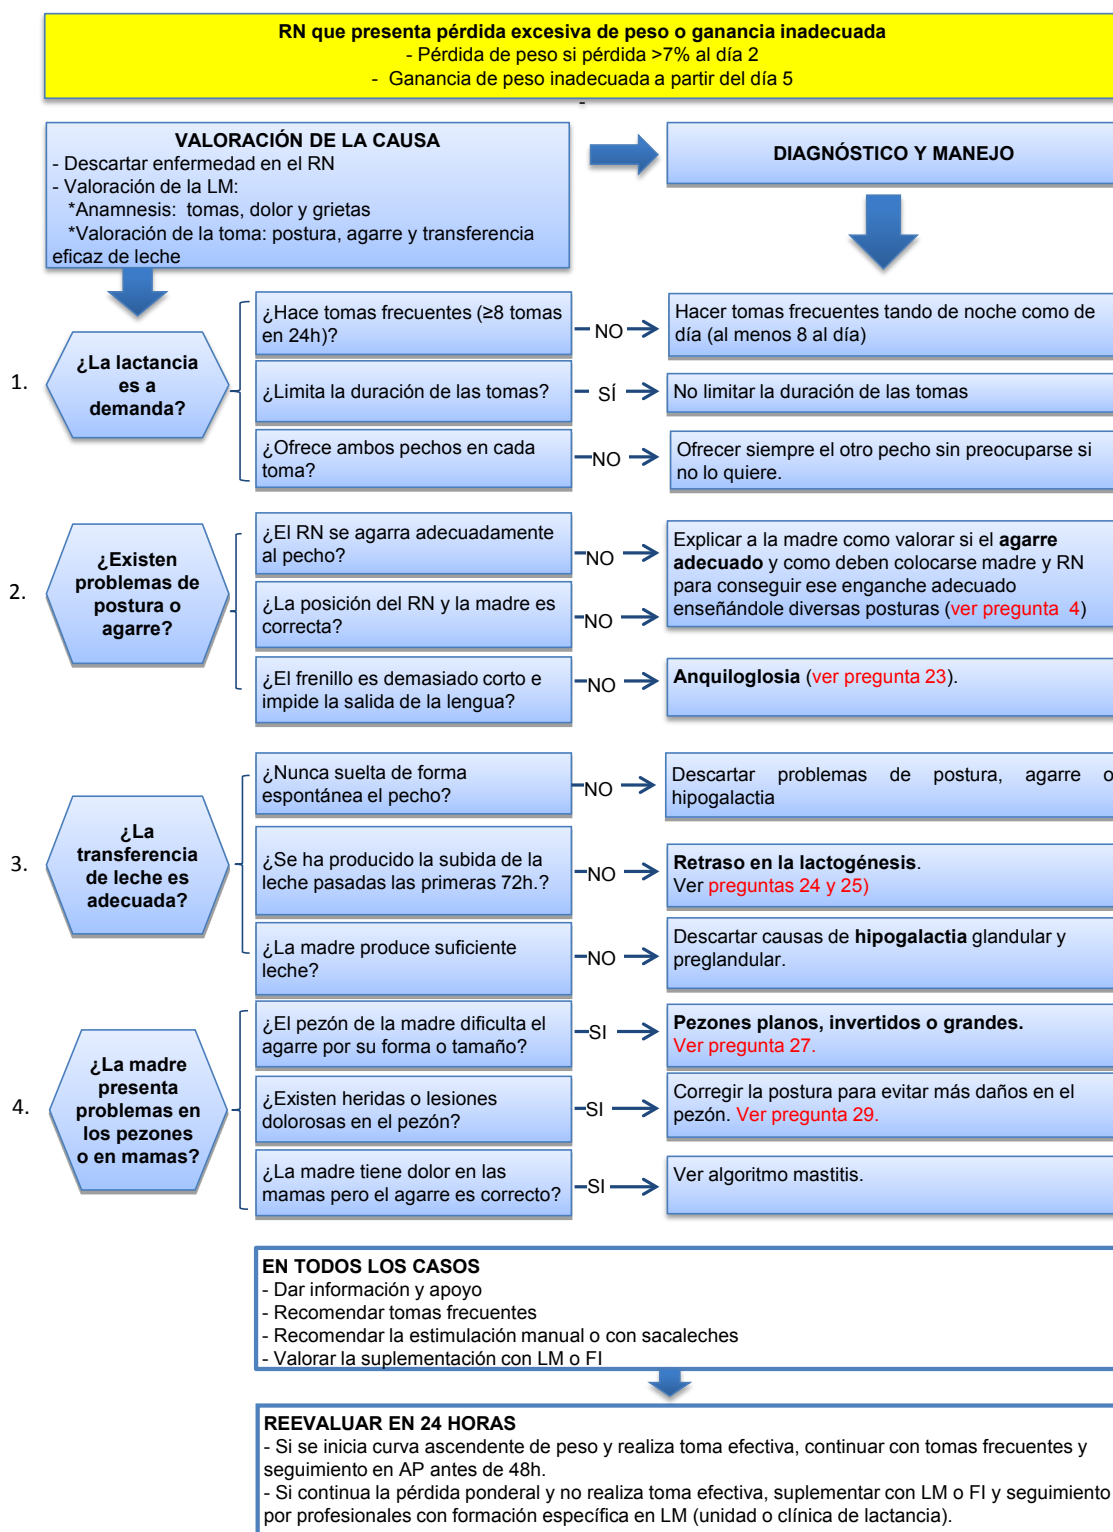 RN que presenta pérdida excesiva de peso o ganancia inadecuada
- Pérdida de peso si pérdida >7% al día 2
- Ganancia de peso inadecuada a partir del día 5
-
VALORACIÓN DE LA CAUSA
- Descartar enfermedad en el RN
- Valoración de la LM:
*Anamnesis: tomas, dolor y grietas
*Valoración de la toma: postura, agarre y transferencia
eficaz de leche
DIAGNÓSTICO Y MANEJO
1.
¿La lactancia
es a
demanda?
¿Hace tomas frecuentes (≥8 tomas
en 24h)?
NO
Hacer tomas frecuentes tando de noche como de
día (al menos 8 al día)
¿Limita la duración de las tomas?
SÍ
No limitar la duración de las tomas
¿Ofrece ambos pechos en cada
toma?
NO
Ofrecer siempre el otro pecho sin preocuparse si
no lo quiere.
2.
¿Existen
problemas de
postura o
agarre?
¿El RN se agarra adecuadamente
al pecho?
NO
¿La posición del RN y la madre es
correcta?
NO
Explicar a la madre como valorar si el agarre
adecuado y como deben colocarse madre y RN
para conseguir ese enganche adecuado
enseñándole diversas posturas (ver pregunta 4)
¿El frenillo es demasiado corto e
impide la salida de la lengua?
NO
Anquiloglosia (ver pregunta 23).
3.
¿La
transferencia
de leche es
adecuada?
¿Nunca suelta de forma
espontánea el pecho?
NO
Descartar problemas de postura, agarre o
hipogalactia
¿Se ha producido la subida de la
leche pasadas las primeras 72h.?
NO
Retraso en la lactogénesis.
Ver preguntas 24 y 25)
¿La madre produce suficiente
leche?
NO
Descartar causas de hipogalactia glandular y
preglandular.
4.
¿La madre
presenta
problemas en
los pezones
o en mamas?
¿El pezón de la madre dificulta el
agarre por su forma o tamaño?
SI
Pezones planos, invertidos o grandes.
Ver pregunta 27.
¿Existen heridas o lesiones
dolorosas en el pezón?
SI
Corregir la postura para evitar más daños en el
pezón. Ver pregunta 29.
¿La madre tiene dolor en las
mamas pero el agarre es correcto?
SI
Ver algoritmo mastitis.
EN TODOS LOS CASOS
- Dar información y apoyo
- Recomendar tomas frecuentes
- Recomendar la estimulación manual o con sacaleches
- Valorar la suplementación con LM o FI
REEVALUAR EN 24 HORAS
- Si se inicia curva ascendente de peso y realiza toma efectiva, continuar con tomas frecuentes y
seguimiento en AP antes de 48h.
- Si continua la pérdida ponderal y no realiza toma efectiva, suplementar con LM o FI y seguimiento
por profesionales con formación específica en LM (unidad o clínica de lactancia).